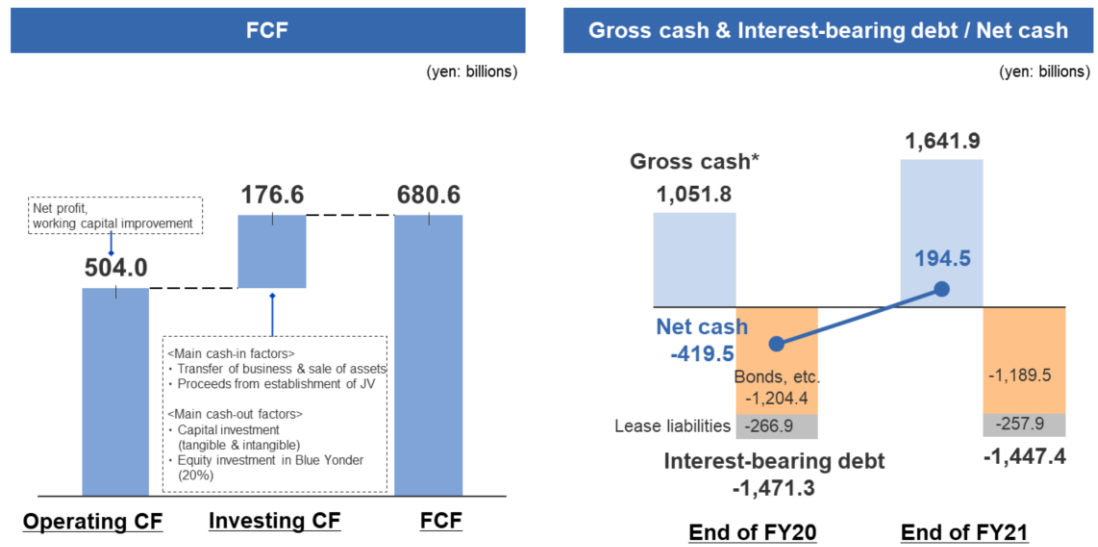 FCF
(yen: billions)
Net profit,
working capital improvement
504.0
176.6
680.6
<Main cash-in factors>
・Transfer of business & sale of assets
・Proceeds from establishment of JV
<Main cash-out factors>
・Capital investment
(tangible & intangible)
・Equity investment in Blue Yonder
(20%)
Operating CF
Investing CF
FCF
Gross cash & Interest-bearing debt / Net cash
(yen: billions)
Gross cash*
1,051.8
1,641.9
194.5
Net cash
-419.5
Bonds, etc.
-1,204.4
-1,189.5
Lease liabilities
-266.9
-257.9
Interest-bearing debt
-1,471.3
-1,447.4
End of FY20
End of FY21